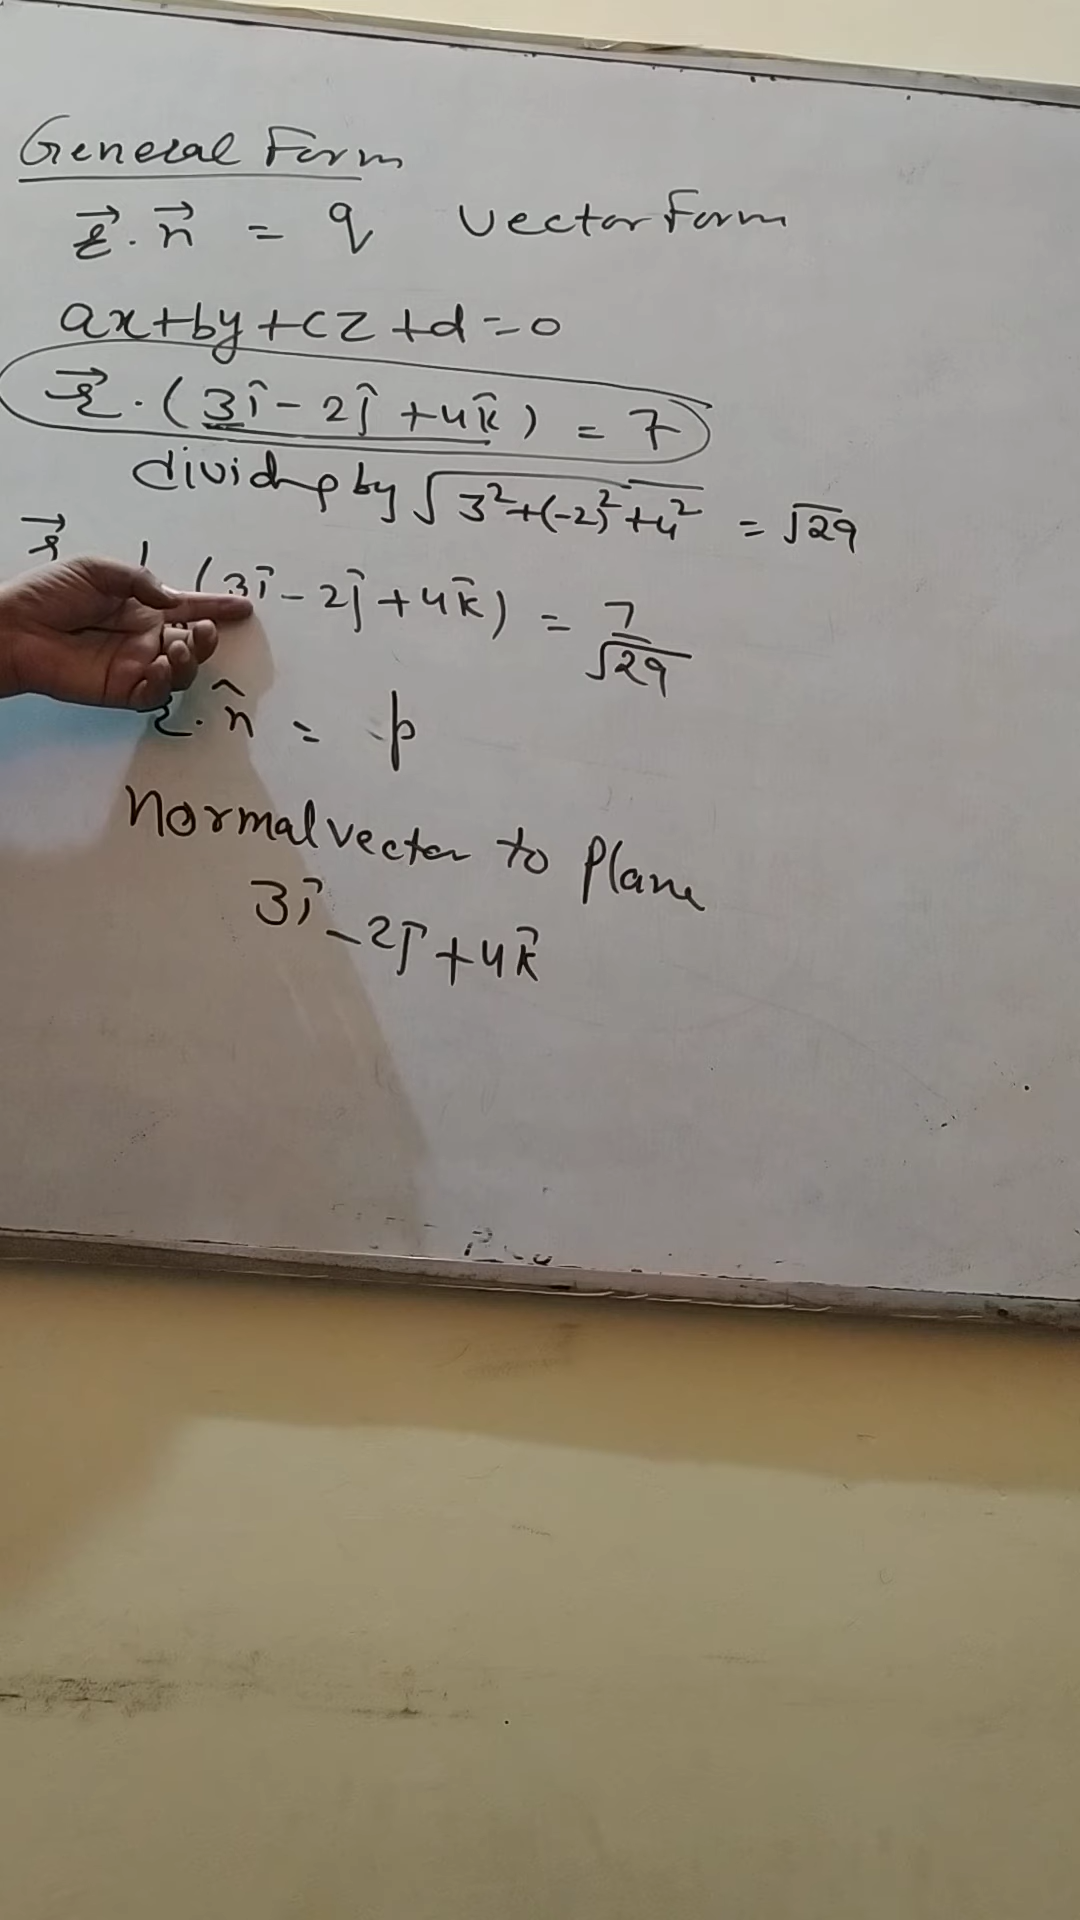 General Form
r⃗ . n⃗ = q vector Form
ax+by+cz+d=0
r⃗ . (3î - 2ĵ + 4k̂) = 7
dividing by √3²+(-2)²+4² = √29
r⃗ (3î - 2ĵ + 4k̂) = 7/√29
r . n̂ = p
Normal vector to Plane
3î - 2ĵ + 4k̂